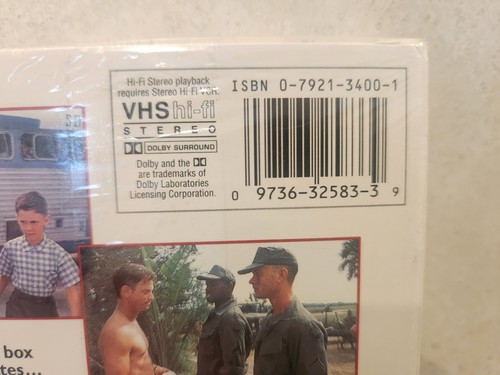 Hi-Fi Stereo playback
requires Stereo Hi Fi VCR.
VHS hi-fi
STEREO
DOLBY SURROUND
Dolby and the
are trademarks of
Dolby Laboratories
Licensing Corporation.
ISBN 0-7921-3400-1
0 9736-32583-3 9
box
tes...